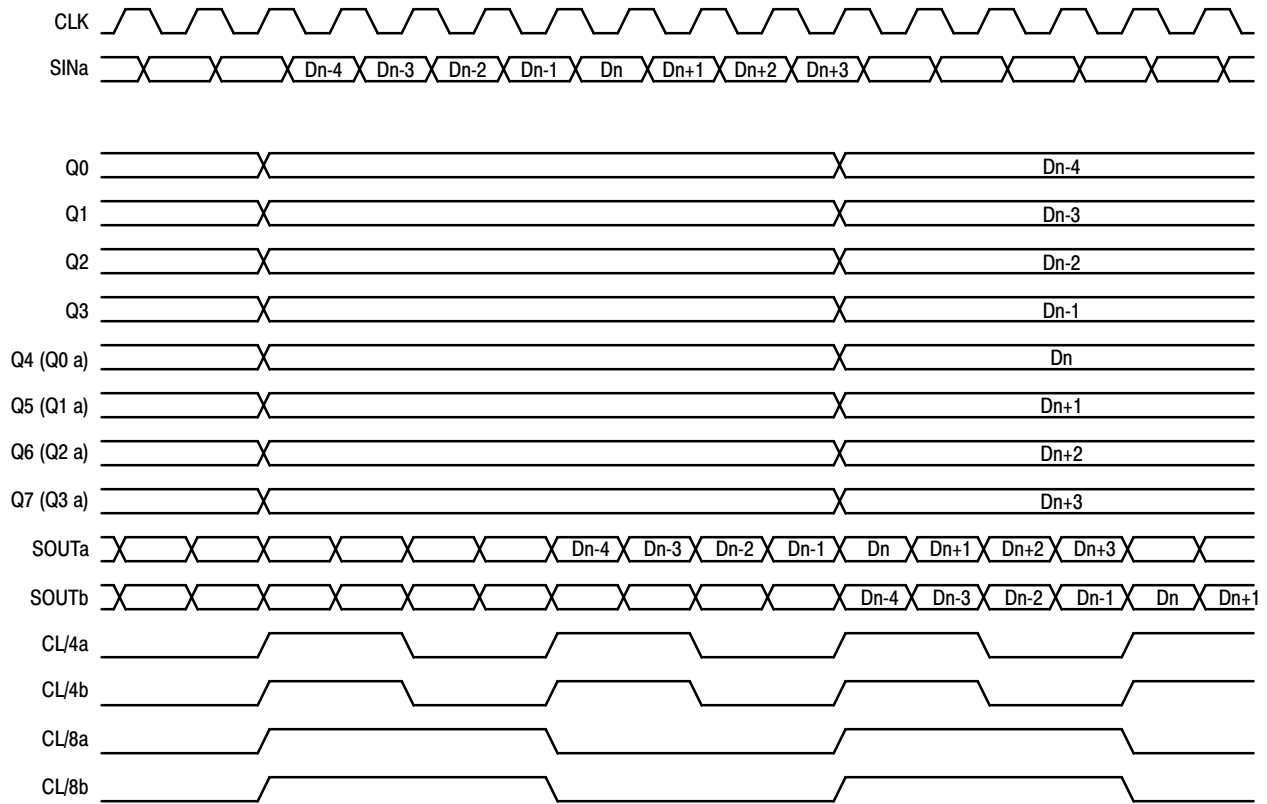 CLK
SINa Dn-4 Dn-3 Dn-2 Dn-1 Dn Dn+1 Dn+2 Dn+3
Q0 Dn-4
Q1 Dn-3
Q2 Dn-2
Q3 Dn-1
Q4 (Q0 a) Dn
Q5 (Q1 a) Dn+1
Q6 (Q2 a) Dn+2
Q7 (Q3 a) Dn+3
SOUTa Dn-4 Dn-3 Dn-2 Dn-1 Dn Dn+1 Dn+2 Dn+3
SOUTb Dn-4 Dn-3 Dn-2 Dn-1 Dn Dn+1
CL/4a
CL/4b
CL/8a
CL/8b